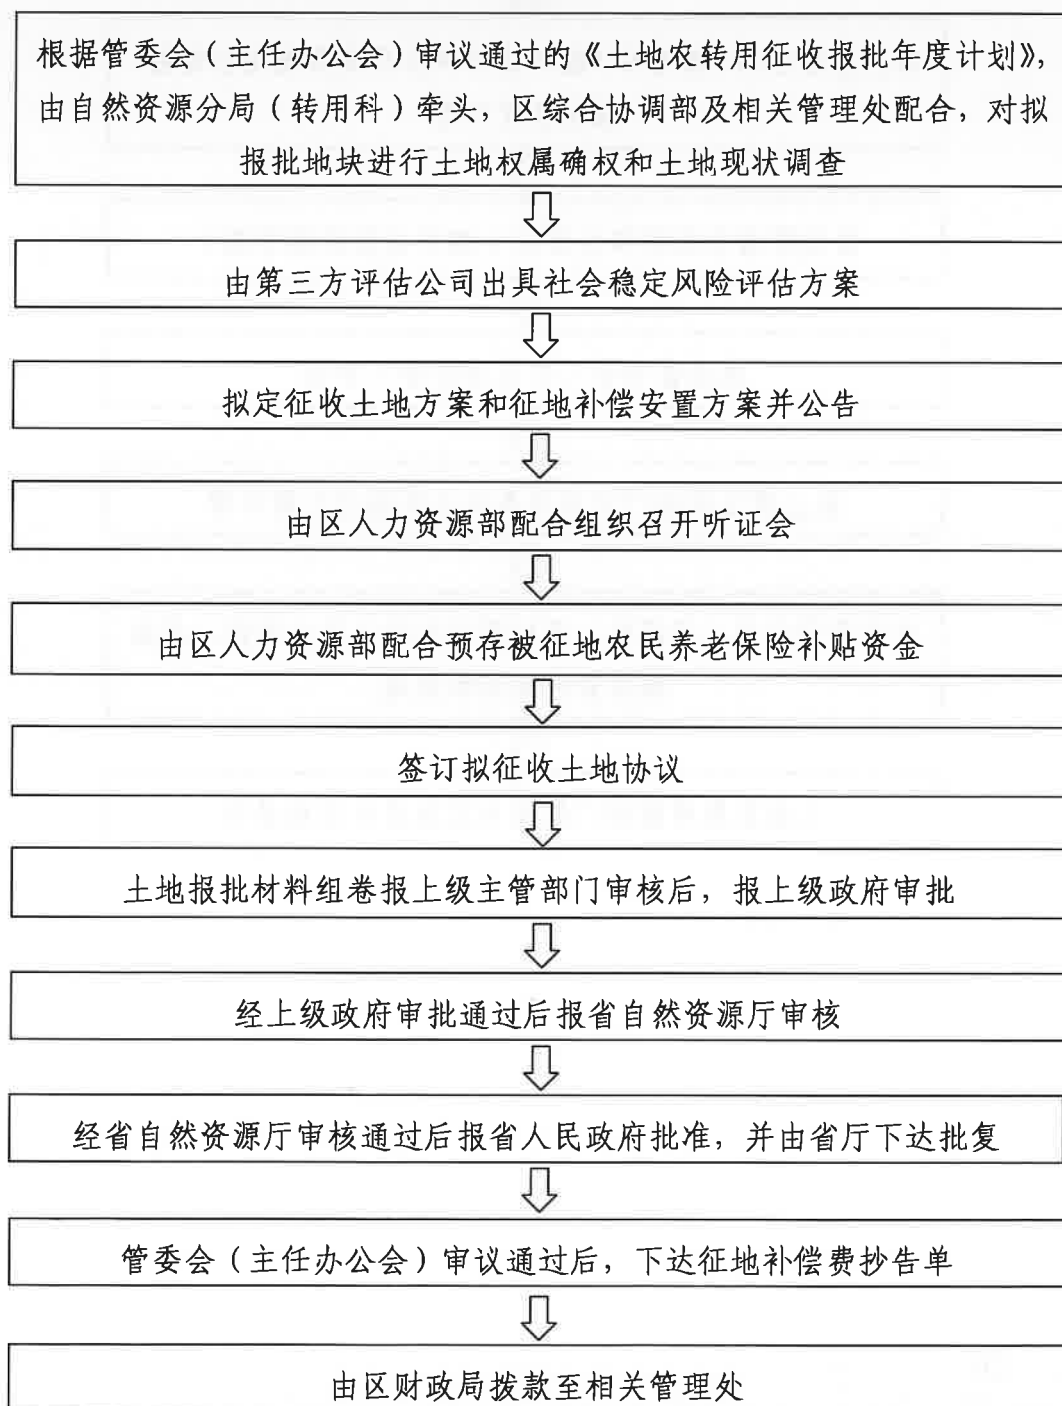 根据管委会（主任办公会）审议通过的《土地农转用征收报批年度计划》，
由自然资源分局（转用科）牵头，区综合协调部及相关管理处配合，对拟
报批地块进行土地权属确权和土地现状调查
由第三方评估公司出具社会稳定风险评估方案
拟定征收土地方案和征地补偿安置方案并公告
由区人力资源部配合组织召开听证会
由区人力资源部配合预存被征地农民养老保险补贴资金
签订拟征收土地协议
土地报批材料组卷报上级主管部门审核后，报上级政府审批
经上级政府审批通过后报省自然资源厅审核
经省自然资源厅审核通过后报省人民政府批准，并由省厅下达批复
管委会（主任办公会）审议通过后，下达征地补偿费抄告单
由区财政局拨款至相关管理处